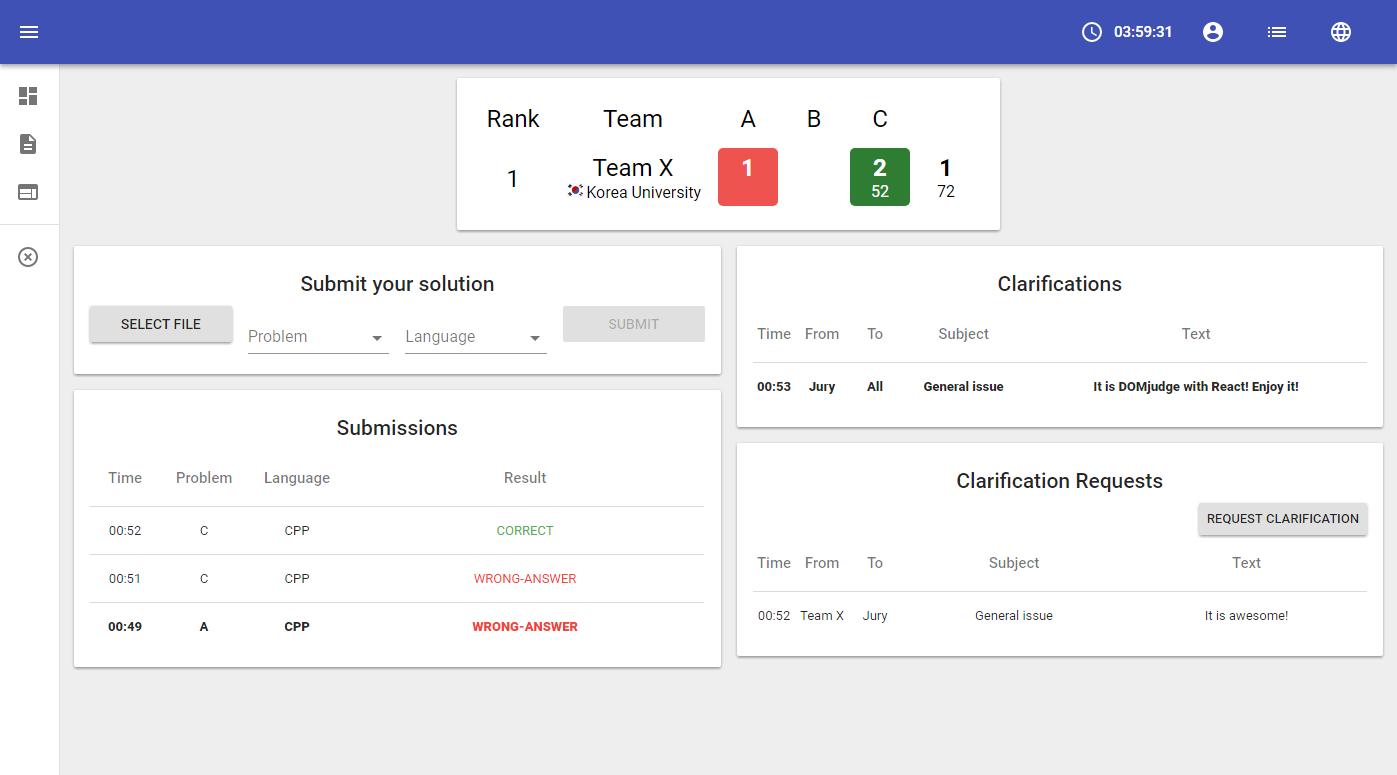 03:59:31
Rank Team A B C
1 Team X 1 2 1
Korea University 52 72
Submit your solution
SELECT FILE Problem Language SUBMIT
Submissions
Time Problem Language Result
00:52 C CPP CORRECT
00:51 C CPP WRONG-ANSWER
00:49 A CPP WRONG-ANSWER
Clarifications
Time From To Subject Text
00:53 Jury All General issue It is DOMjudge with React! Enjoy it!
Clarification Requests
REQUEST CLARIFICATION
Time From To Subject Text
00:52 Team X Jury General issue It is awesome!